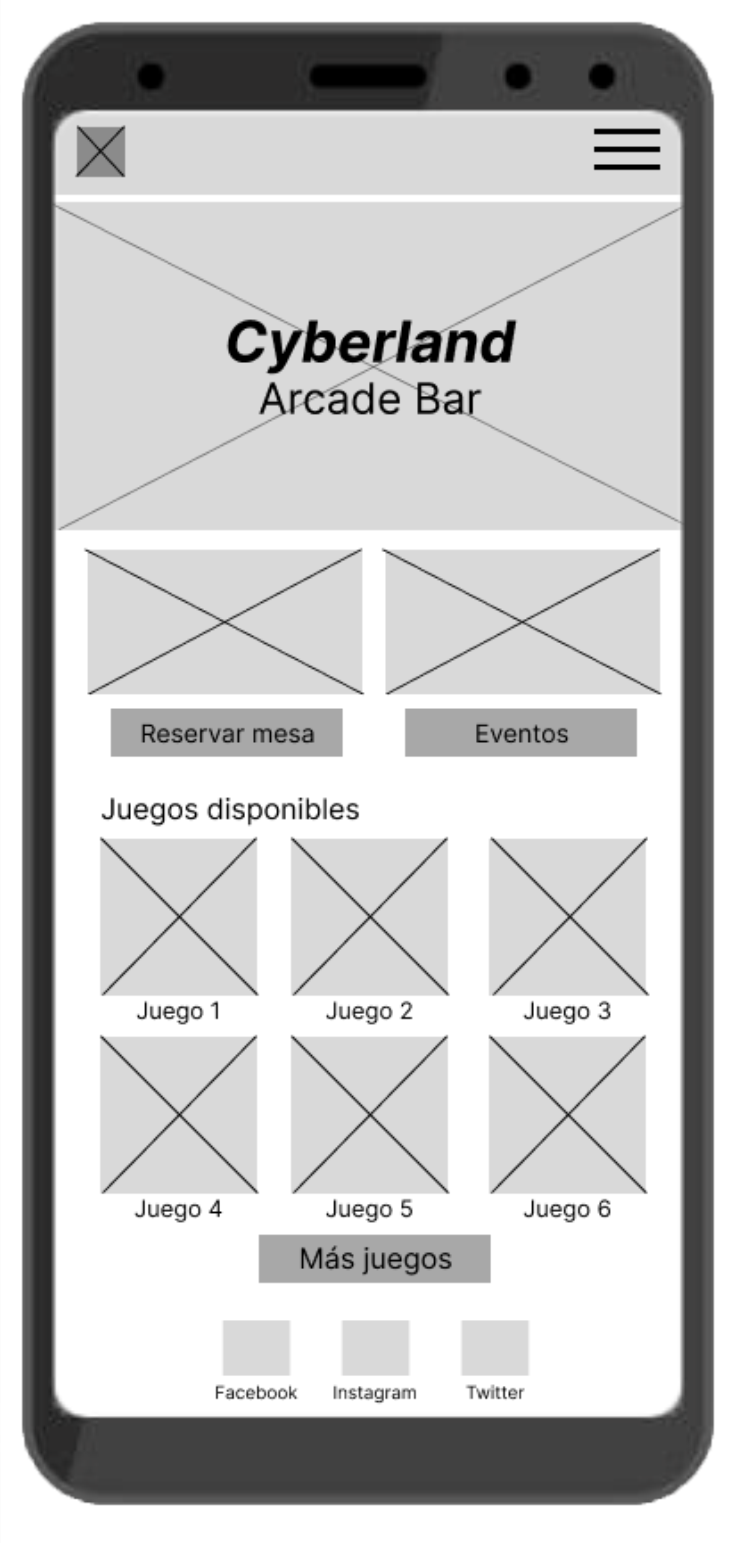 Cyberland
Arcade Bar
Reservar mesa
Eventos
Juegos disponibles
Juego 1
Juego 2
Juego 3
Juego 4
Juego 5
Juego 6
Más juegos
Facebook
Instagram
Twitter